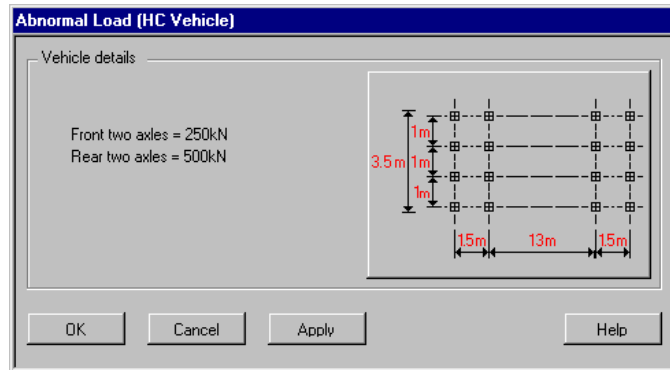 Abnormal Load (HC Vehicle)
Vehicle details
Front two axles = 250kN
Rear two axles = 500kN
1m
3.5m 1m
1m
1.5m 13m 1.5m
OK Cancel Apply Help